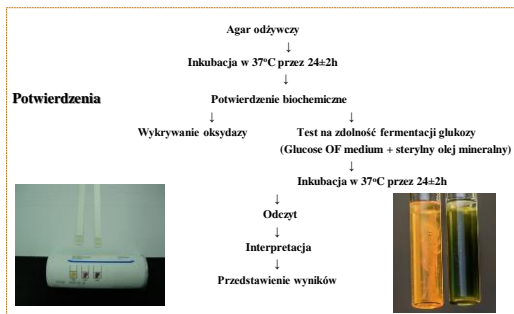 Agar odżywczy
↓
Inkubacja w 37°C przez 24±2h
↓
Potwierdzenia
Potwierdzenie biochemiczne
↓ ↓
Wykrywanie oksydazy Test na zdolność fermentacji glukozy
(Glucose OF medium + sterylny olej mineralny)
↓
Inkubacja w 37°C przez 24±2h
↓
Odczyt
↓
Interpretacja
↓
Przedstawienie wyników